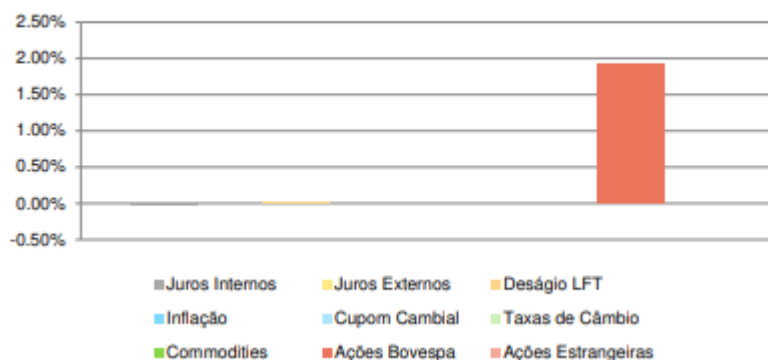 2.50%
2.00%
1.50%
1.00%
0.50%
0.00%
-0.50%
Juros Internos Juros Externos Deságio LFT
Inflação Cupom Cambial Taxas de Câmbio
Commodities Ações Bovespa Ações Estrangeiras